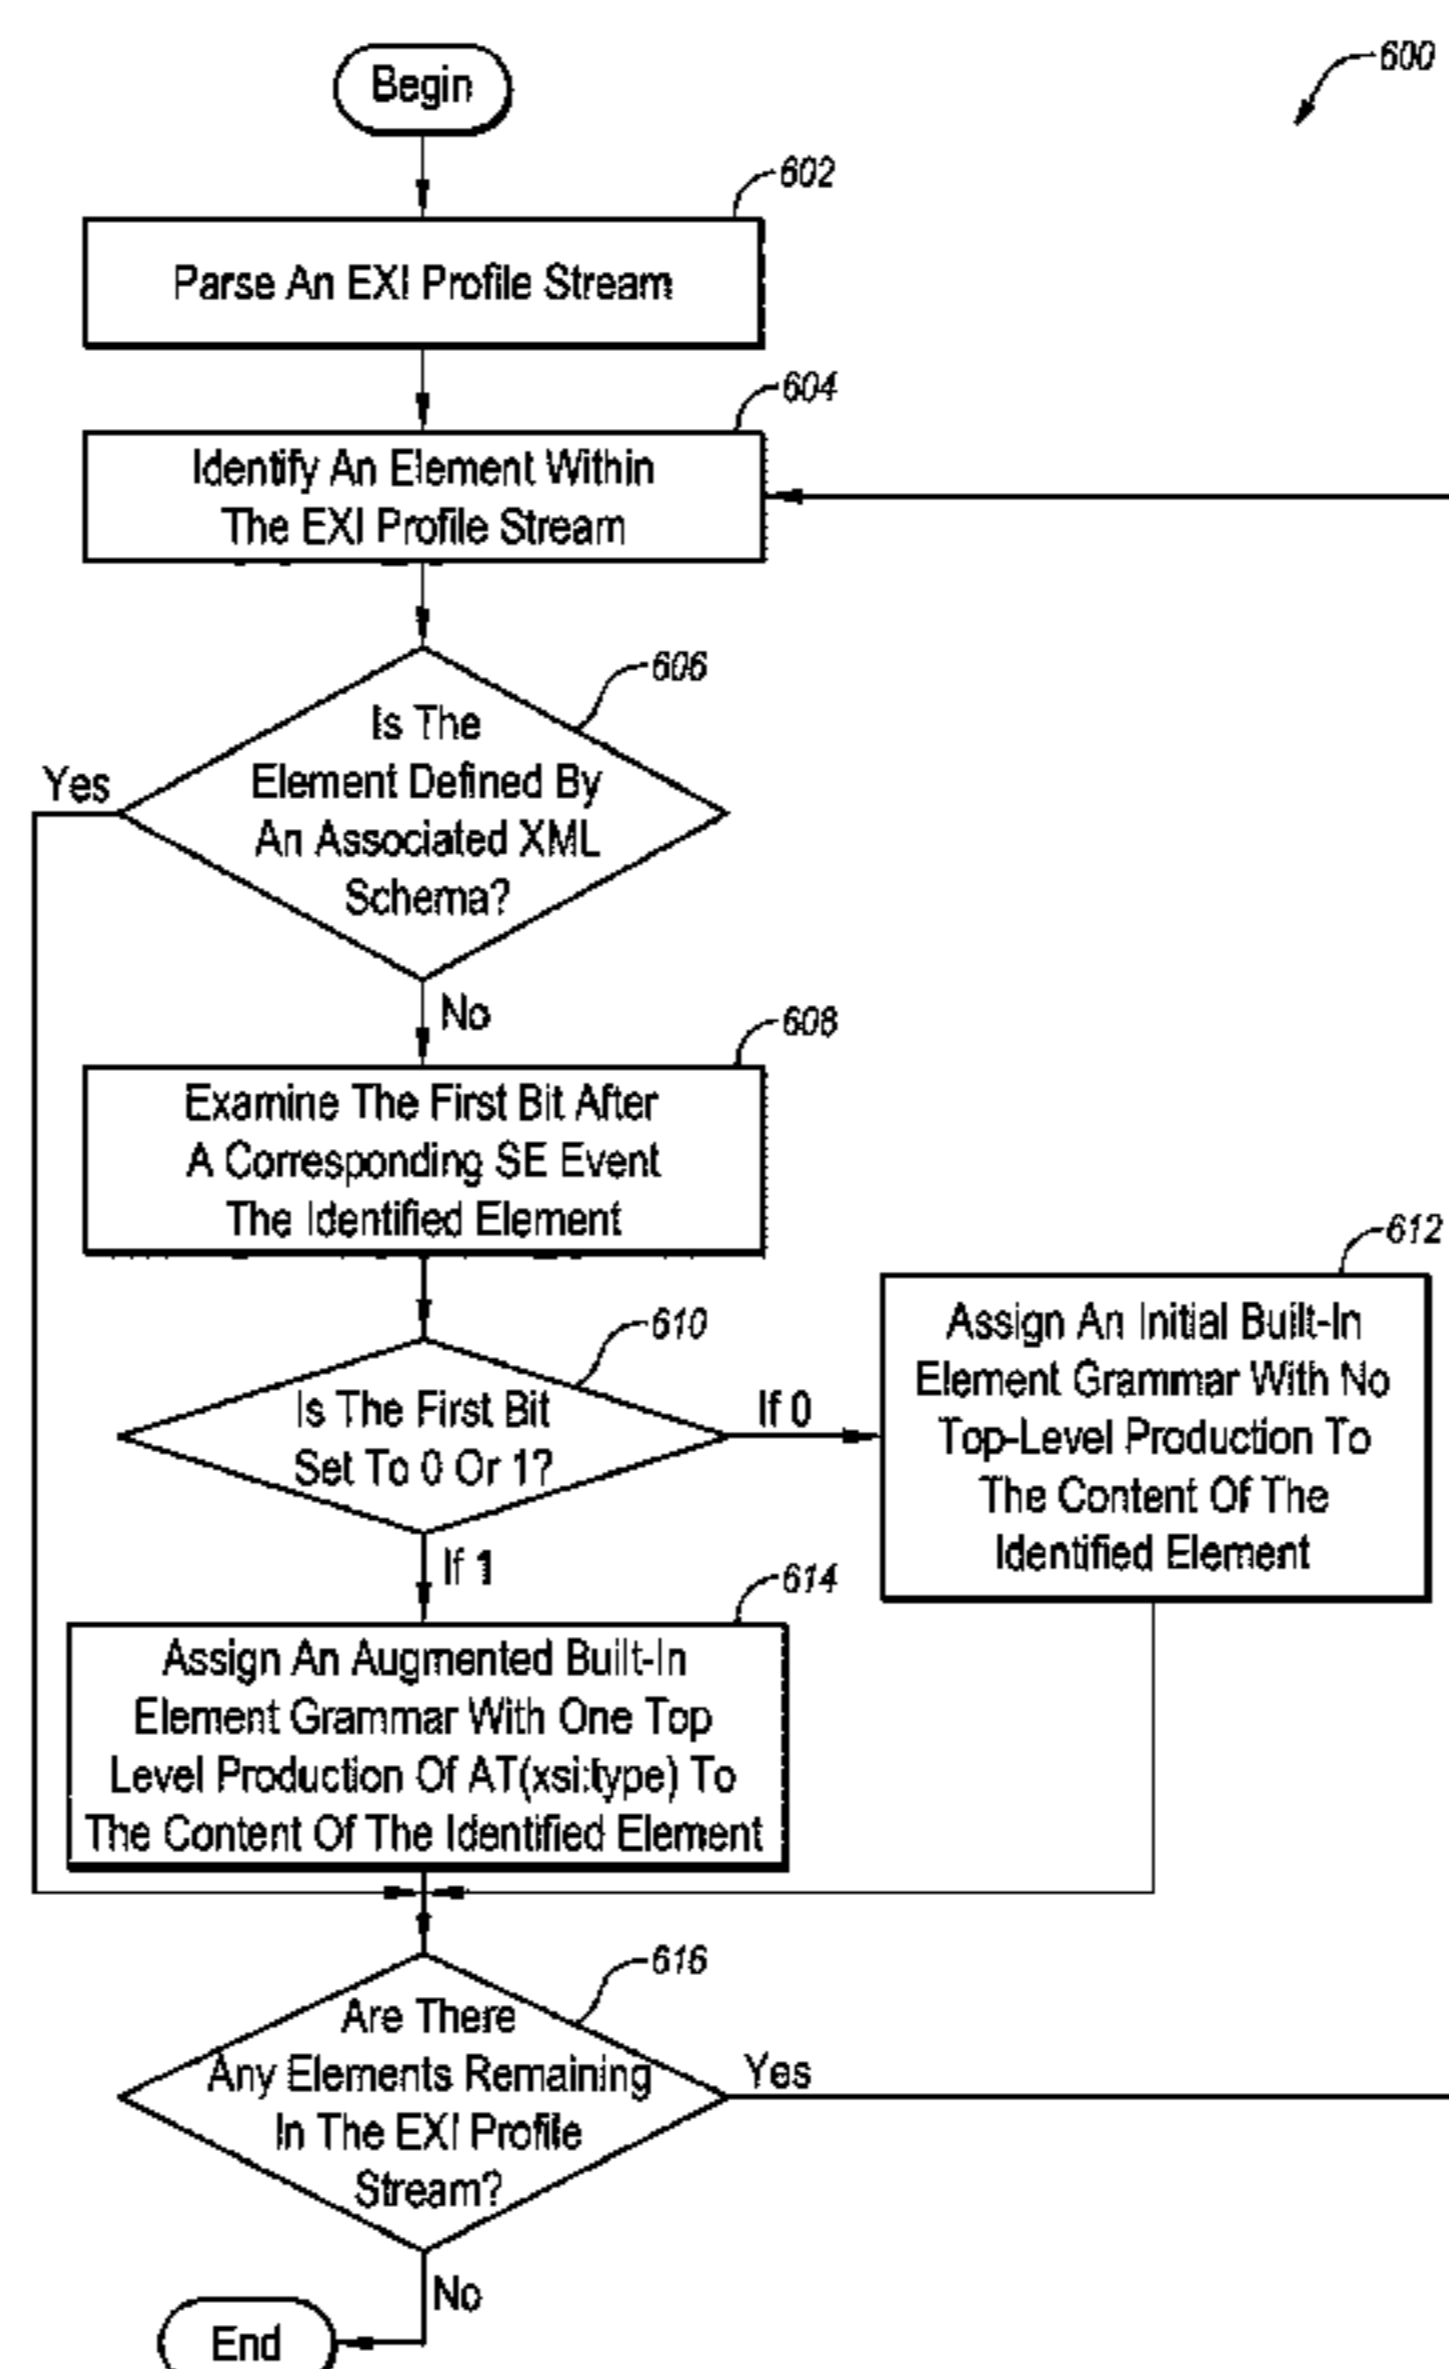 Begin
600
602
Parse An EXI Profile Stream
604
Identify An Element Within
The EXI Profile Stream
606
Is The
Element Defined By
An Associated XML
Schema?
Yes
No
608
Examine The First Bit After
A Corresponding SE Event
The Identified Element
610
Is The First Bit
Set To 0 Or 1?
If 0
612
Assign An Initial Built-In
Element Grammar With No
Top-Level Production To
The Content Of The
Identified Element
If 1
614
Assign An Augmented Built-In
Element Grammar With One Top
Level Production Of AT(xsi:type) To
The Content Of The Identified Element
616
Are There
Any Elements Remaining
In The EXI Profile
Stream?
Yes
No
End